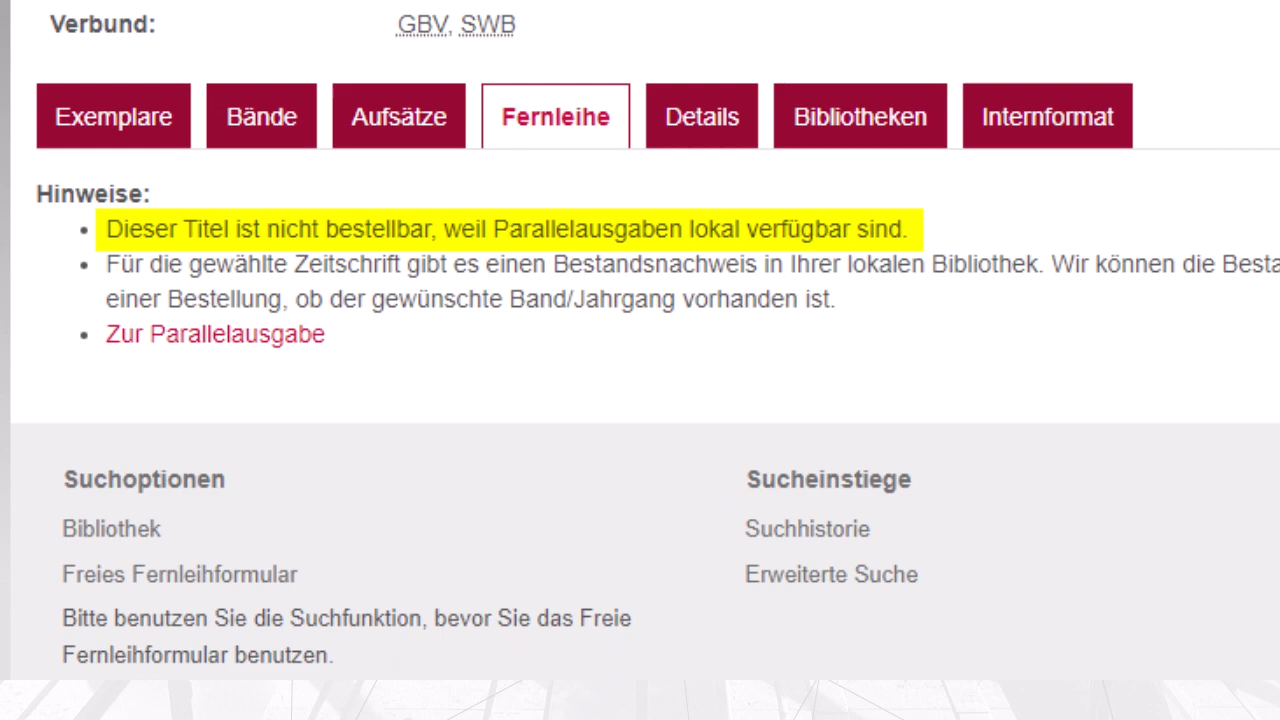 Verbund: GBV, SWB
Exemplare Bände Aufsätze Fernleihe Details Bibliotheken Internformat
Hinweise:
• Dieser Titel ist nicht bestellbar, weil Parallelausgaben lokal verfügbar sind.
• Für die gewählte Zeitschrift gibt es einen Bestandsnachweis in Ihrer lokalen Bibliothek. Wir können die
einer Bestellung, ob der gewünschte Band/Jahrgang vorhanden ist.
• Zur Parallelausgabe
Suchoptionen
Bibliothek
Freies Fernleihformular
Bitte benutzen Sie die Suchfunktion, bevor Sie das Freie
Fernleihformular benutzen.
Sucheinstiege
Suchhistorie
Erweiterte Suche